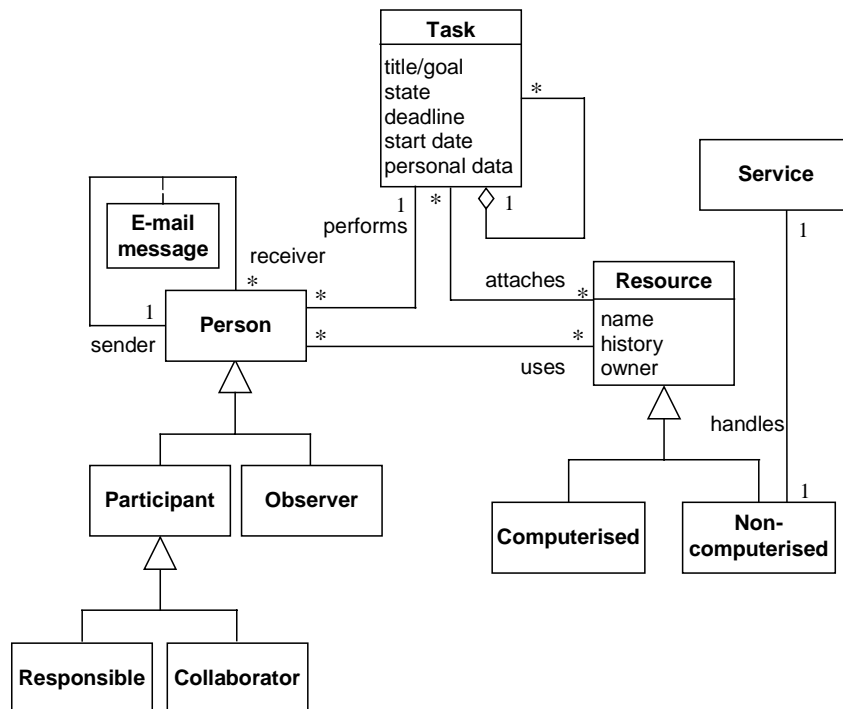 Task
title/goal
state
deadline
start date
personal data
*
1
1
*
performs
E-mail
message
receiver
*
1
sender
Person
*
*
attaches
*
*
uses
Resource
name
history
owner
Service
1
handles
1
Participant
Observer
Computerised
Non-
computerised
Responsible
Collaborator